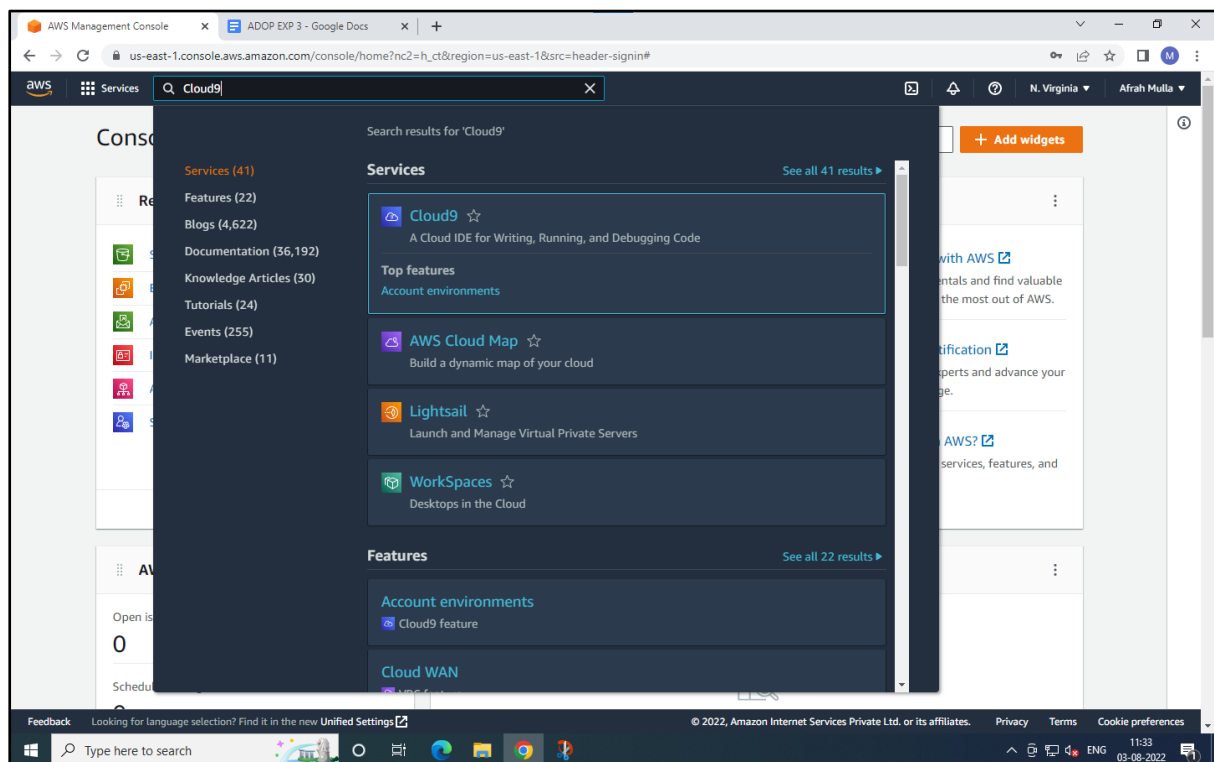 AWS Management Console
ADOP EXP 3 - Google Docs
us-east-1.console.aws.amazon.com/console/home?nc2=h_ct&region=us-east-1&src=header-signin#
M
aws
Services
Cloud9
N. Virginia
Afrah Mulla
Search results for 'Cloud9'
Services (41)
Features (22)
Blogs (4,622)
Documentation (36,192)
Knowledge Articles (30)
Tutorials (24)
Events (255)
Marketplace (11)
Services
See all 41 results
Cloud9
A Cloud IDE for Writing, Running, and Debugging Code
Top features
Account environments
AWS Cloud Map
Build a dynamic map of your cloud
Lightsail
Launch and Manage Virtual Private Servers
WorkSpaces
Desktops in the Cloud
Features
See all 22 results
Account environments
Cloud9 feature
Cloud WAN
+ Add widgets
with AWS
the most out of AWS.
and find valuable
and advance your
AWS?
services, features, and
Open is
0
Feedback
Looking for language selection? Find it in the new Unified Settings
© 2022, Amazon Internet Services Private Ltd. or its affiliates.
Privacy
Terms
Cookie preferences
Type here to search
ENG
11:33
03-08-2022
1